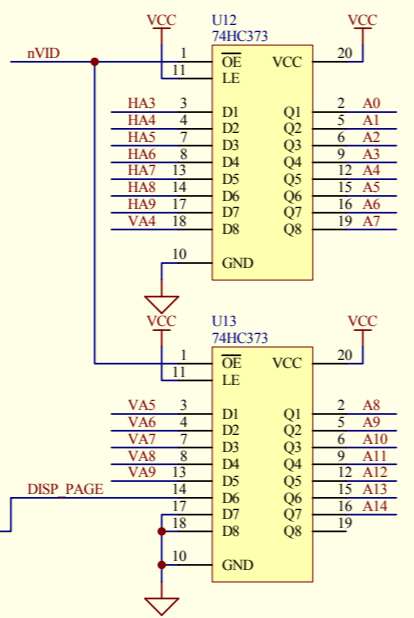 VCC U12 VCC
74HC373
nVID 1 OE VCC 20
11 LE
HA3 3 D1 Q1 2 A0
HA4 4 D2 Q2 5 A1
HA5 7 D3 Q3 6 A2
HA6 8 D4 Q4 9 A3
HA7 13 D5 Q5 12 A4
HA8 14 D6 Q6 15 A5
HA9 17 D7 Q7 16 A6
VA4 18 D8 Q8 19 A7
10 GND
VCC U13 VCC
74HC373
1 OE VCC 20
11 LE
VA5 3 D1 Q1 2 A8
VA6 4 D2 Q2 5 A9
VA7 7 D3 Q3 6 A10
VA8 8 D4 Q4 9 A11
VA9 13 D5 Q5 12 A12
DISP_PAGE 14 D6 Q6 15 A13
17 D7 Q7 16 A14
18 D8 Q8 19
10 GND